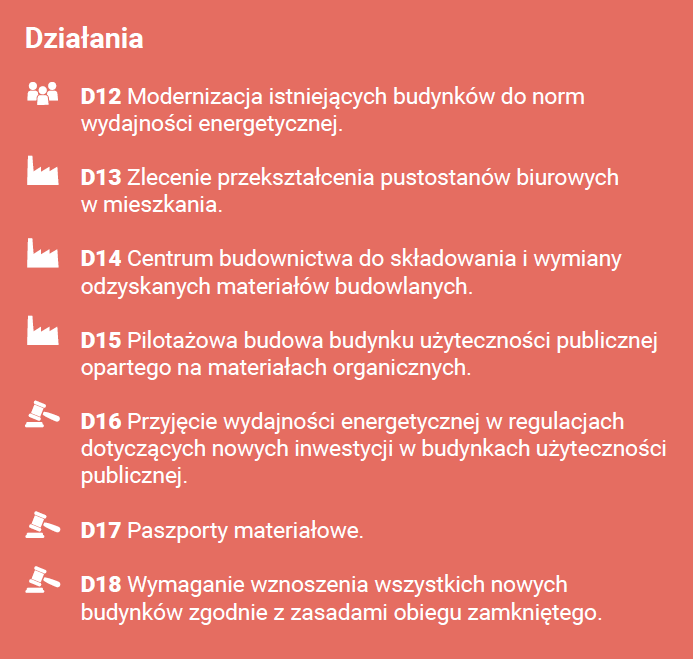 Działania
D12 Modernizacja istniejących budynków do norm
wydajności energetycznej.
D13 Zlecenie przekształcenia pustostanów biurowych
w mieszkania.
D14 Centrum budownictwa do składowania i wymiany
odzyskanych materiałów budowlanych.
D15 Pilotażowa budowa budynku użyteczności publicznej
opartego na materiałach organicznych.
D16 Przyjęcie wydajności energetycznej w regulacjach
dotyczących nowych inwestycji w budynkach użyteczności
publicznej.
D17 Paszporty materiałowe.
D18 Wymaganie wznoszenia wszystkich nowych
budynków zgodnie z zasadami obiegu zamkniętego.